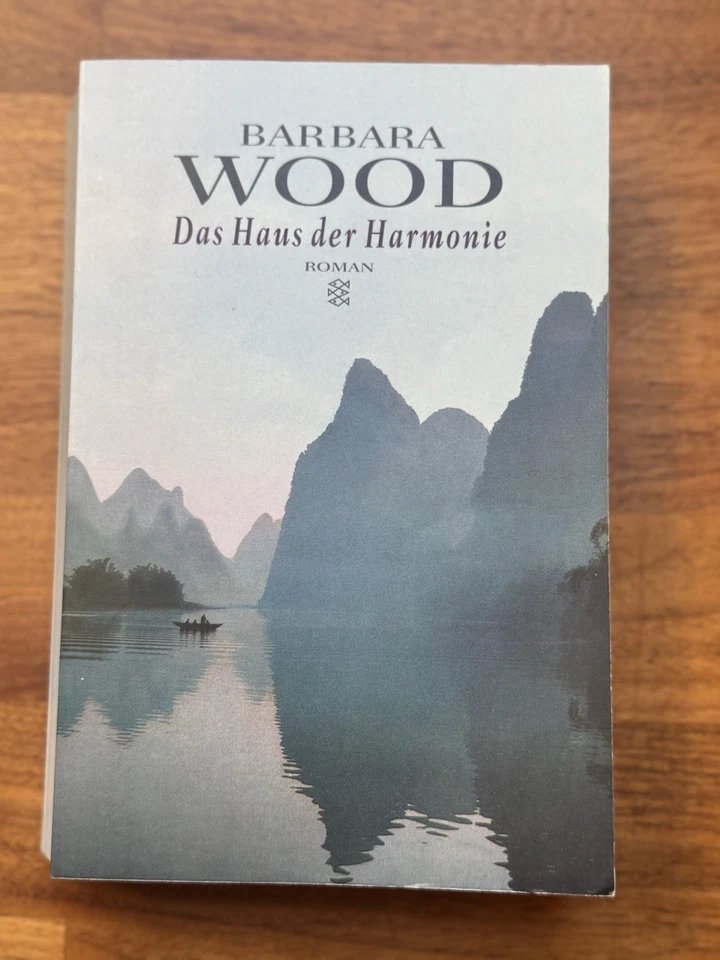 BARBARA
WOOD
Das Haus der Harmonie
ROMAN